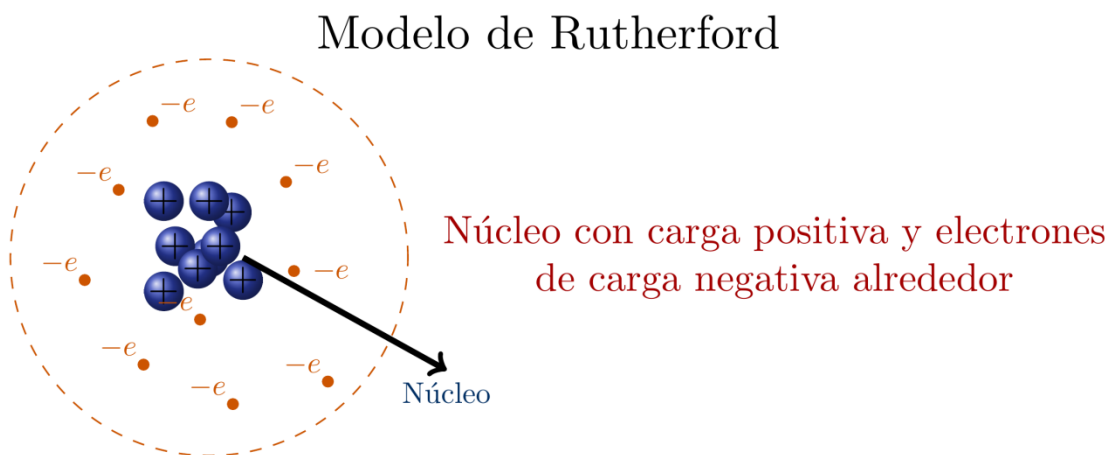 Modelo de Rutherford
−e
−e
−e
−e
−e
−e
−e
−e
−e
−e
Núcleo
Núcleo con carga positiva y electrones
de carga negativa alrededor